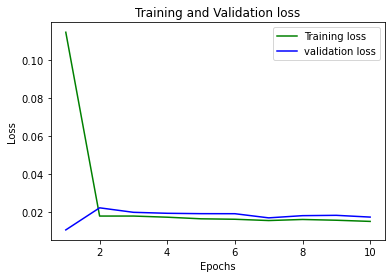 Training and Validation loss
Training loss
validation loss
Loss
0.10
0.08
0.06
0.04
0.02
2 4 6 8 10
Epochs